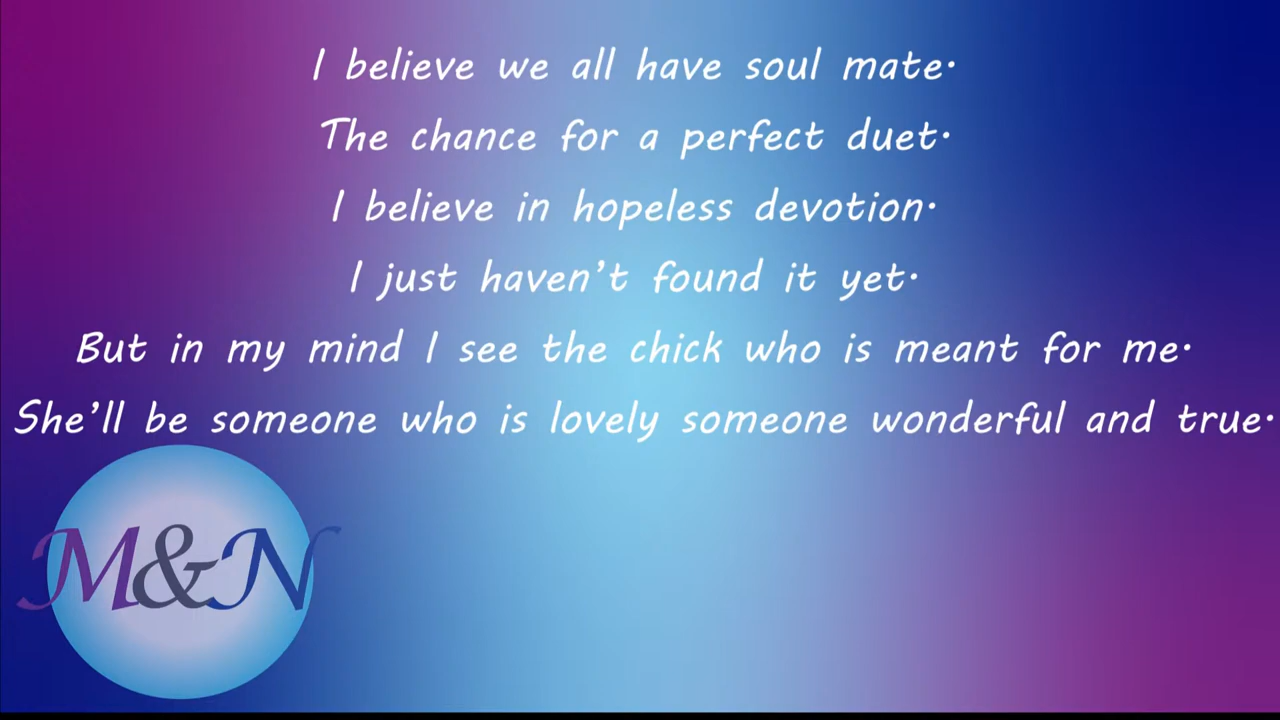 I believe we all have soul mate.
The chance for a perfect duet.
I believe in hopeless devotion.
I just haven't found it yet.
But in my mind I see the chick who is meant for me.
She'll be someone who is lovely someone wonderful and true.
M&N